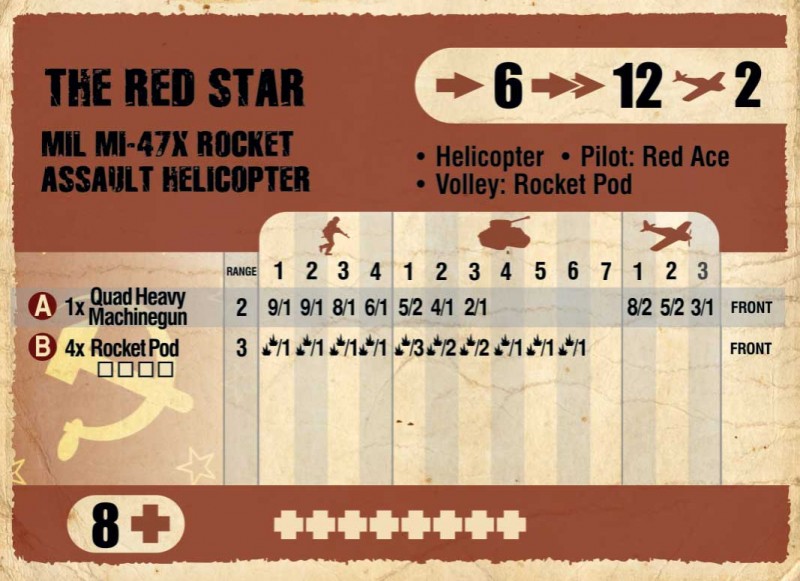 THE RED STAR
6 12 2
MIL MI-47X ROCKET
ASSAULT HELICOPTER
• Helicopter • Pilot: Red Ace
• Volley: Rocket Pod
RANGE 1 2 3 4 1 2 3 4 5 6 7 1 2 3
A 1x Quad Heavy Machinegun 2 9/1 9/1 8/1 6/1 5/2 4/1 2/1 8/2 5/2 3/1 FRONT
B 4x Rocket Pod 3 /1 /1 /1 /1 /3 /2 /2 /1 /1 /1 FRONT
8